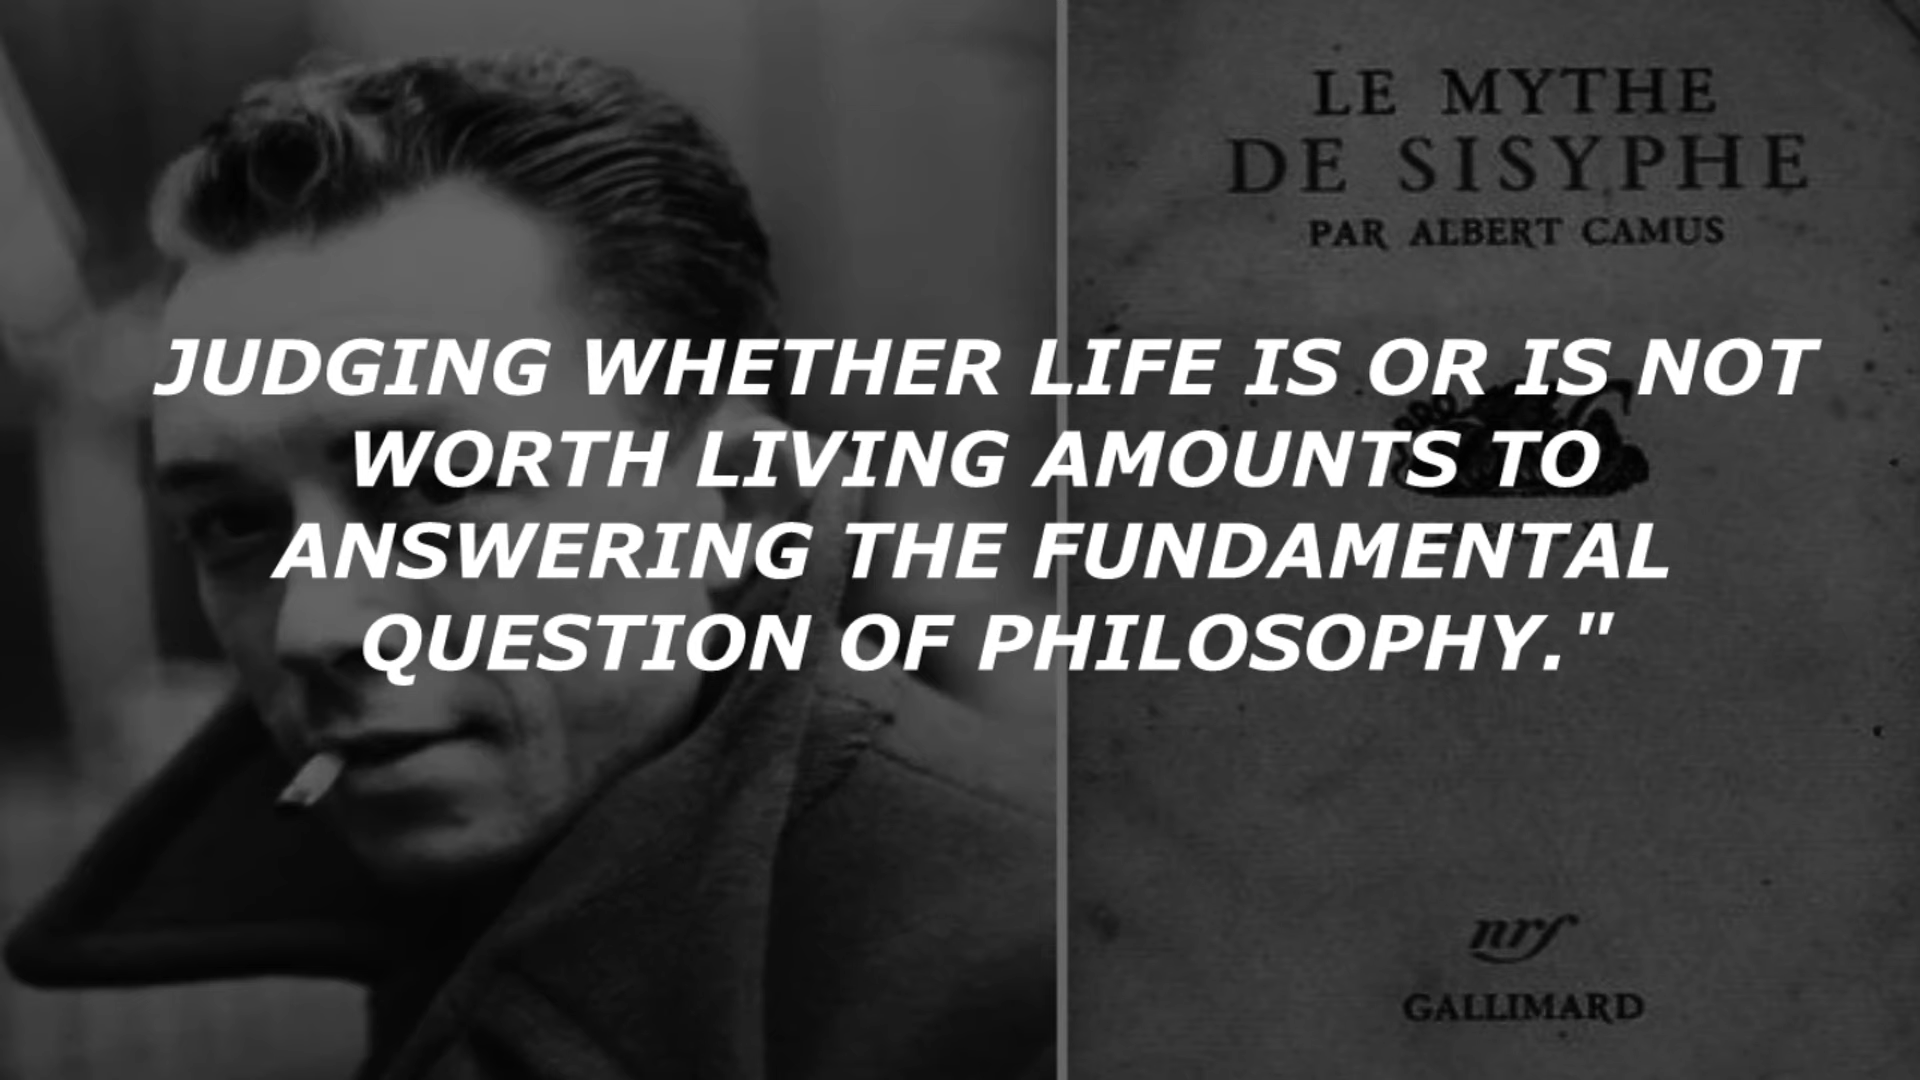 LE MYTHE
DE SISYPHE
PAR ALBERT CAMUS
JUDGING WHETHER LIFE IS OR IS NOT
WORTH LIVING AMOUNTS TO
ANSWERING THE FUNDAMENTAL
QUESTION OF PHILOSOPHY."
nrf
GALLIMARD